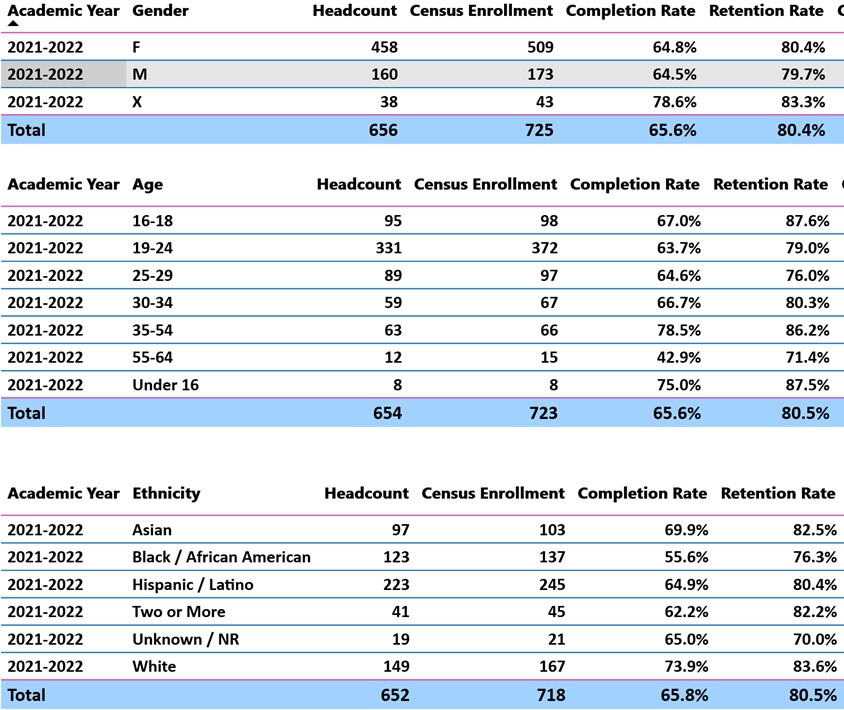 Academic Year Gender Headcount Census Enrollment Completion Rate Retention Rate
2021-2022 F 458 509 64.8% 80.4%
2021-2022 M 160 173 64.5% 79.7%
2021-2022 X 38 43 78.6% 83.3%
Total 656 725 65.6% 80.4%
Academic Year Age Headcount Census Enrollment Completion Rate Retention Rate
2021-2022 16-18 95 98 67.0% 87.6%
2021-2022 19-24 331 372 63.7% 79.0%
2021-2022 25-29 89 97 64.6% 76.0%
2021-2022 30-34 59 67 66.7% 80.3%
2021-2022 35-54 63 66 78.5% 86.2%
2021-2022 55-64 12 15 42.9% 71.4%
2021-2022 Under 16 8 8 75.0% 87.5%
Total 654 723 65.6% 80.5%
Academic Year Ethnicity Headcount Census Enrollment Completion Rate Retention Rate
2021-2022 Asian 97 103 69.9% 82.5%
2021-2022 Black / African American 123 137 55.6% 76.3%
2021-2022 Hispanic / Latino 223 245 64.9% 80.4%
2021-2022 Two or More 41 45 62.2% 82.2%
2021-2022 Unknown / NR 19 21 65.0% 70.0%
2021-2022 White 149 167 73.9% 83.6%
Total 652 718 65.8% 80.5%